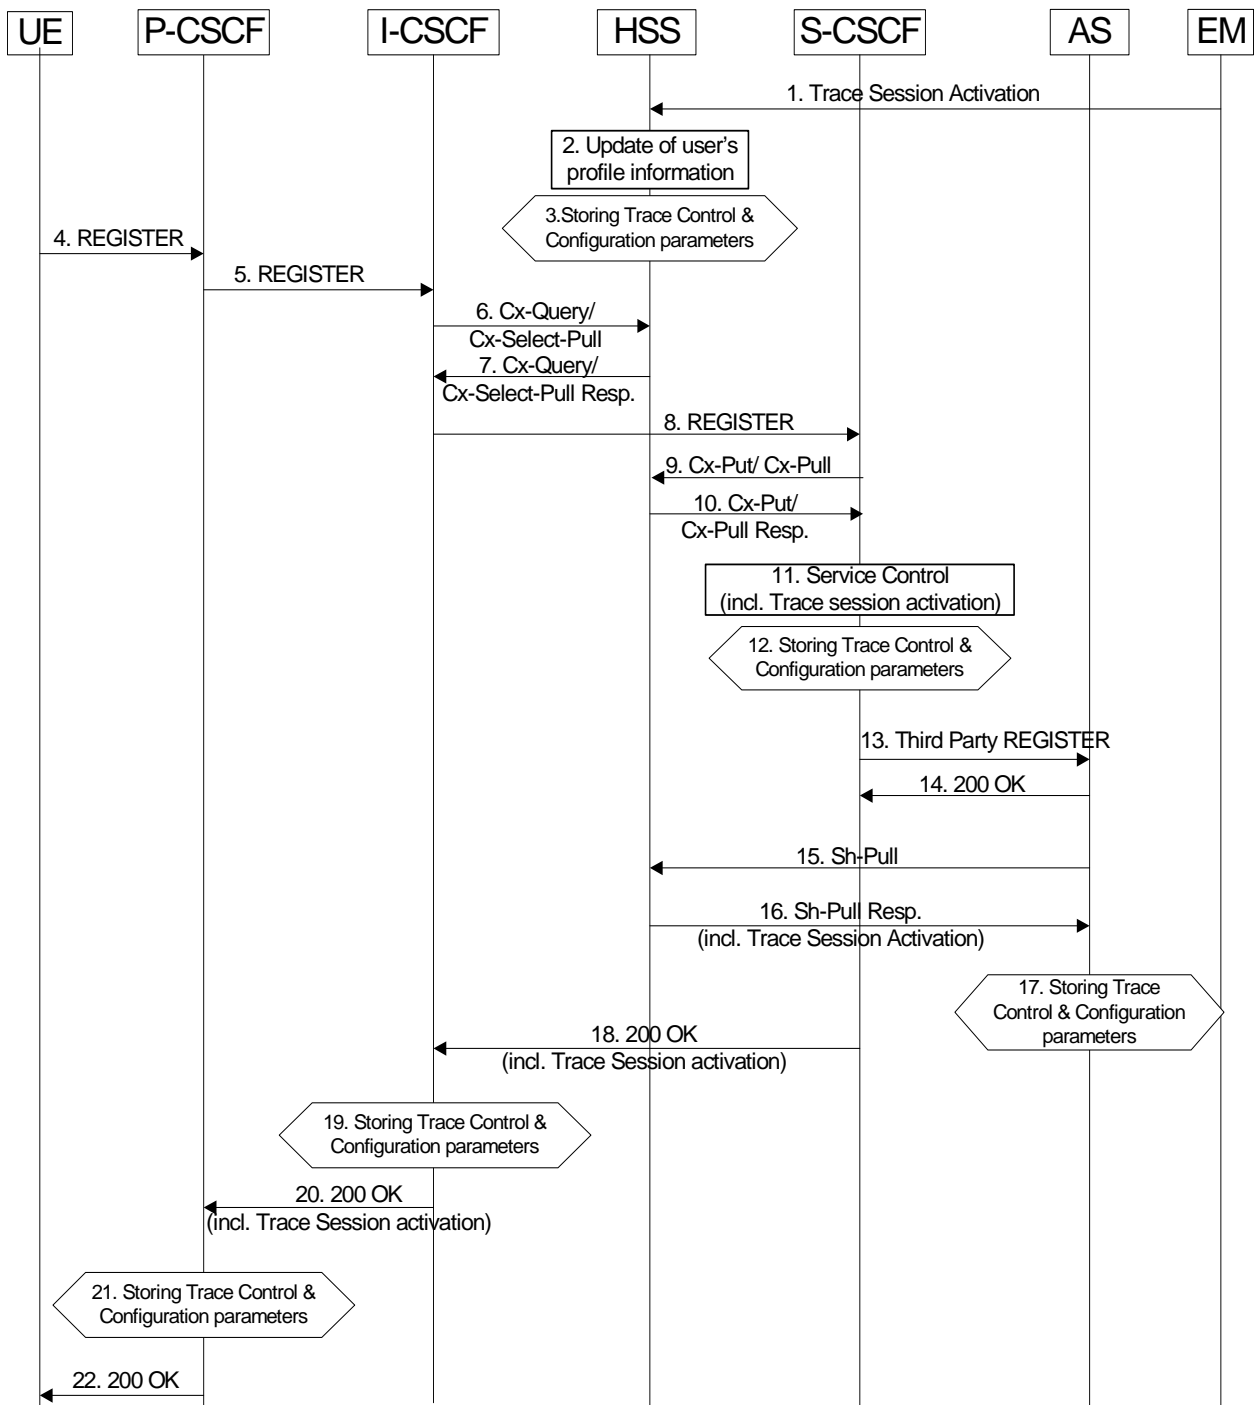 UE P-CSCF I-CSCF HSS S-CSCF AS EM
1. Trace Session Activation
2. Update of user’s
profile information
3.Storing Trace Control &
Configuration parameters
4. REGISTER
5. REGISTER
6. Cx-Query/
Cx-Select-Pull
7. Cx-Query/
Cx-Select-Pull Resp.
8. REGISTER
9. Cx-Put/ Cx-Pull
10. Cx-Put/
Cx-Pull Resp.
11. Service Control
(incl. Trace session activation)
12. Storing Trace Control &
Configuration parameters
13. Third Party REGISTER
14. 200 OK
15. Sh-Pull
16. Sh-Pull Resp.
(incl. Trace Session Activation)
17. Storing Trace
Control & Configuration
parameters
18. 200 OK
(incl. Trace Session activation)
19. Storing Trace Control &
Configuration parameters
20. 200 OK
(incl. Trace Session activation)
21. Storing Trace Control &
Configuration parameters
22. 200 OK